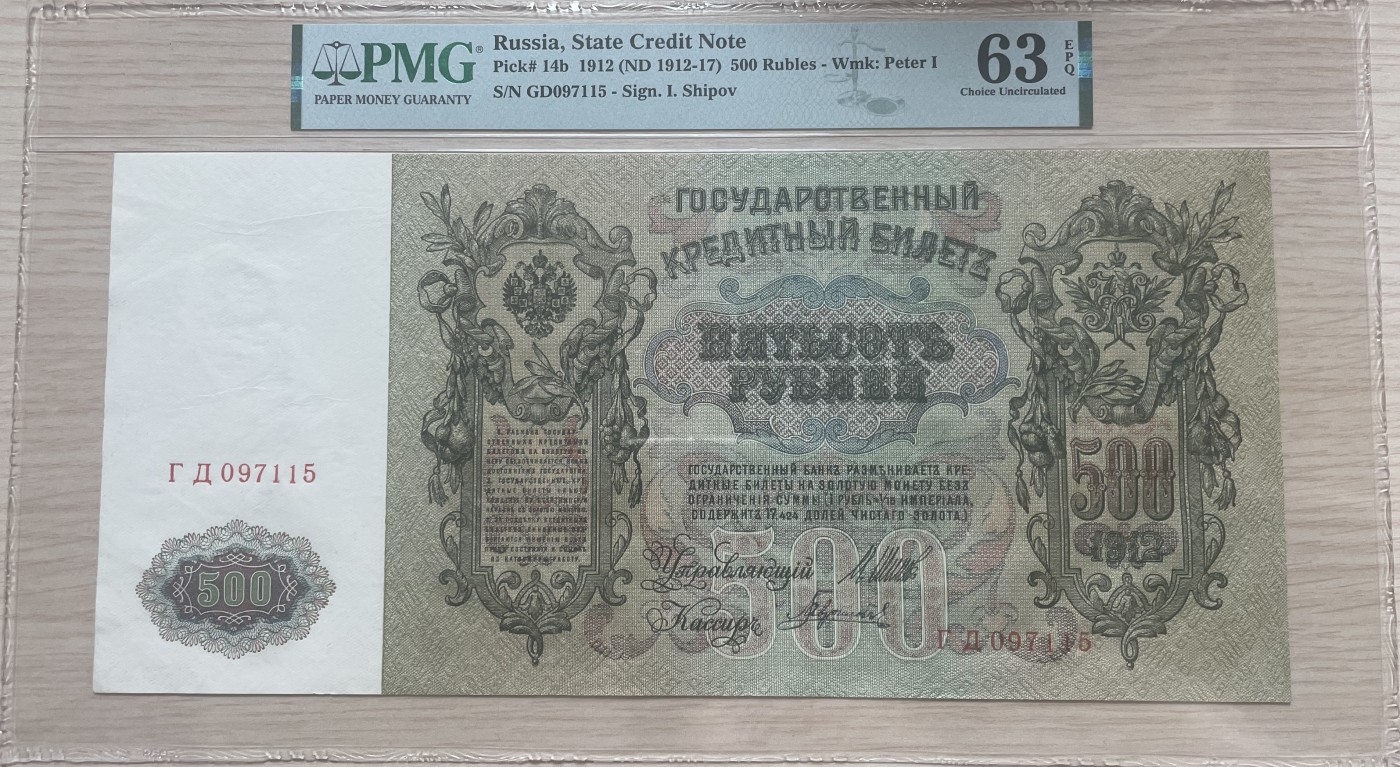 PMG®
PAPER MONEY GUARANTY
Russia, State Credit Note
Pick# 14b 1912 (ND 1912-17) 500 Rubles - Wmk: Peter I
S/N GD097115 - Sign. I. Shipov
63
EPQ
Choice Uncirculated
ГОСУДАРСТВЕННЫЙ
КРЕДИТНЫЙ БИЛЕТЪ
ПЯТЬСОТЪ
РУБЛЕЙ
ГОСУДАРСТВЕННЫЙ БАНКЪ РАЗМѢНИВАЕТЪ КРЕ-
ДИТНЫЕ БИЛЕТЫ НА ЗОЛОТУЮ МОНЕТУ БЕЗЪ
ОГРАНИЧЕНІЯ СУММЫ (1 РУБЛЬ=1/15 ИМПЕРІАЛА,
СОДЕРЖИТЪ 17,424 ДОЛЕЙ ЧИСТАГО ЗОЛОТА.)
500
1912
ГД 097115
500
Управляющій
Кассиръ
500
ГД 097115